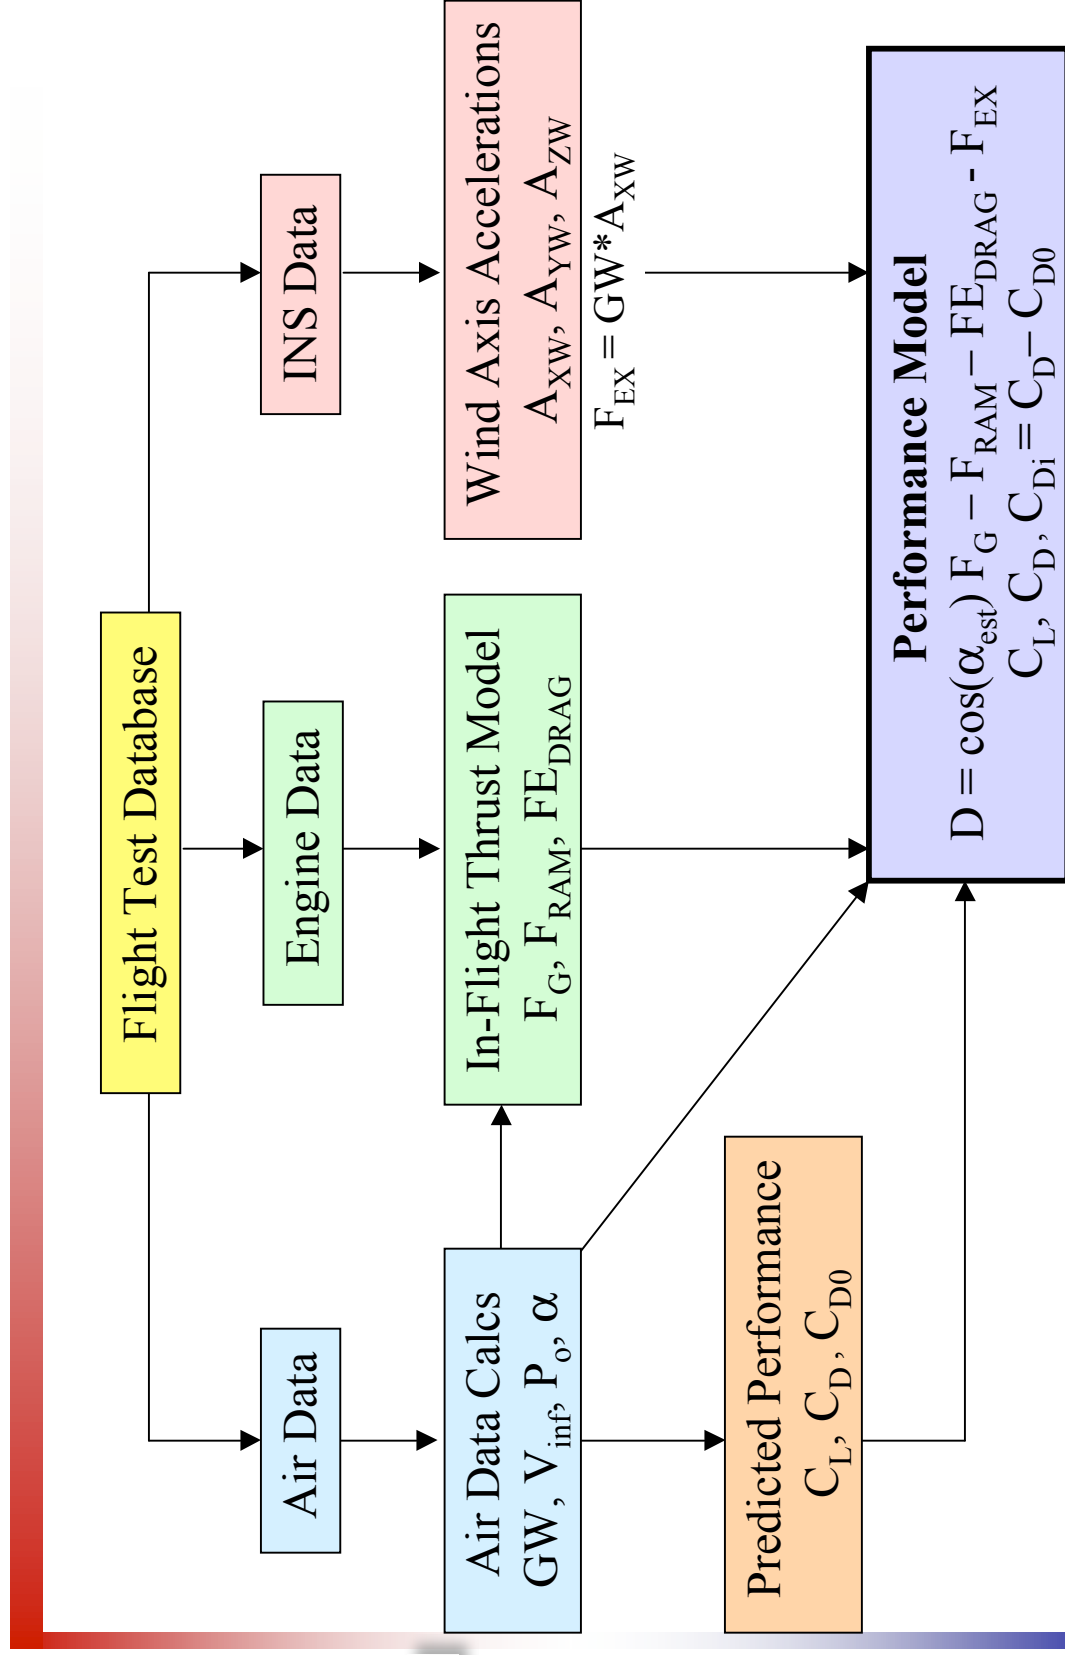 Flight Test Database
Air Data
Engine Data
INS Data
Air Data Calcs
GW, V_inf, P_o, α
In-Flight Thrust Model
F_G, F_RAM, FE_DRAG
Wind Axis Accelerations
A_XW, A_YW, A_ZW
F_EX = GW*A_XW
Predicted Performance
C_L, C_D, C_D0
Performance Model
D = cos(α_est) F_G – F_RAM – FE_DRAG - F_EX
C_L, C_D, C_Di = C_D – C_D0